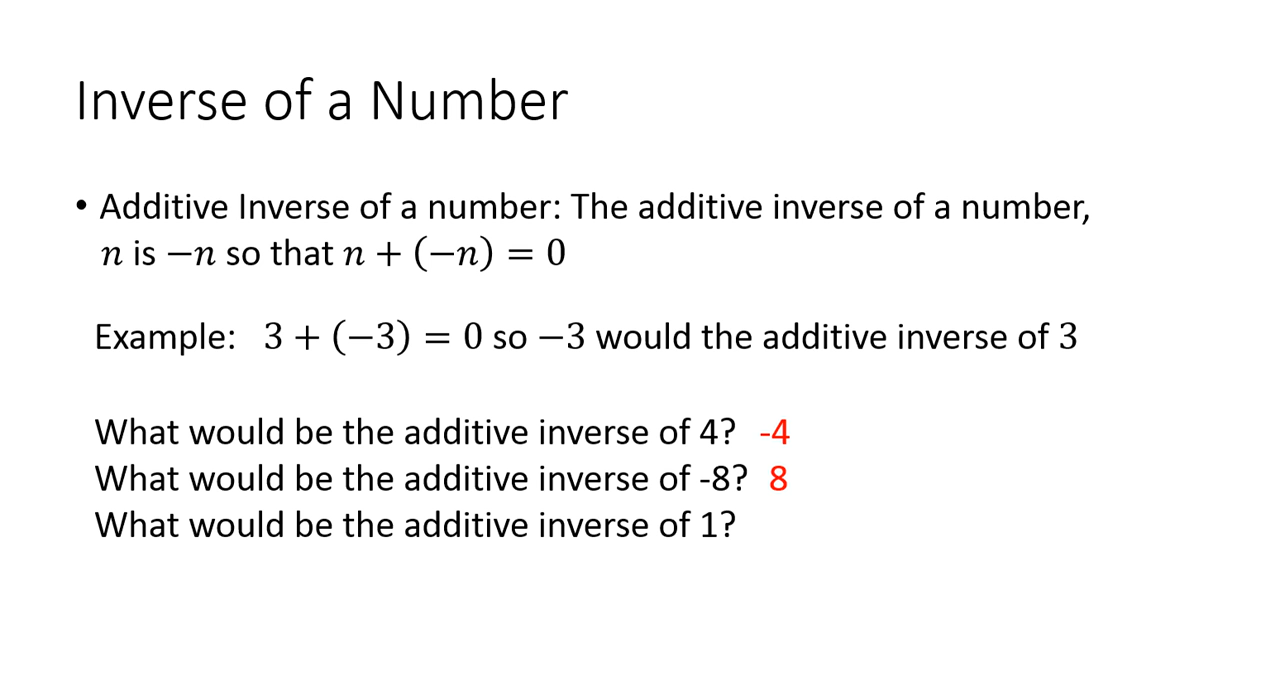 Inverse of a Number
• Additive Inverse of a number: The additive inverse of a number,
n is −n so that n + (−n) = 0
Example: 3 + (−3) = 0 so −3 would the additive inverse of 3
What would be the additive inverse of 4? -4
What would be the additive inverse of -8? 8
What would be the additive inverse of 1?